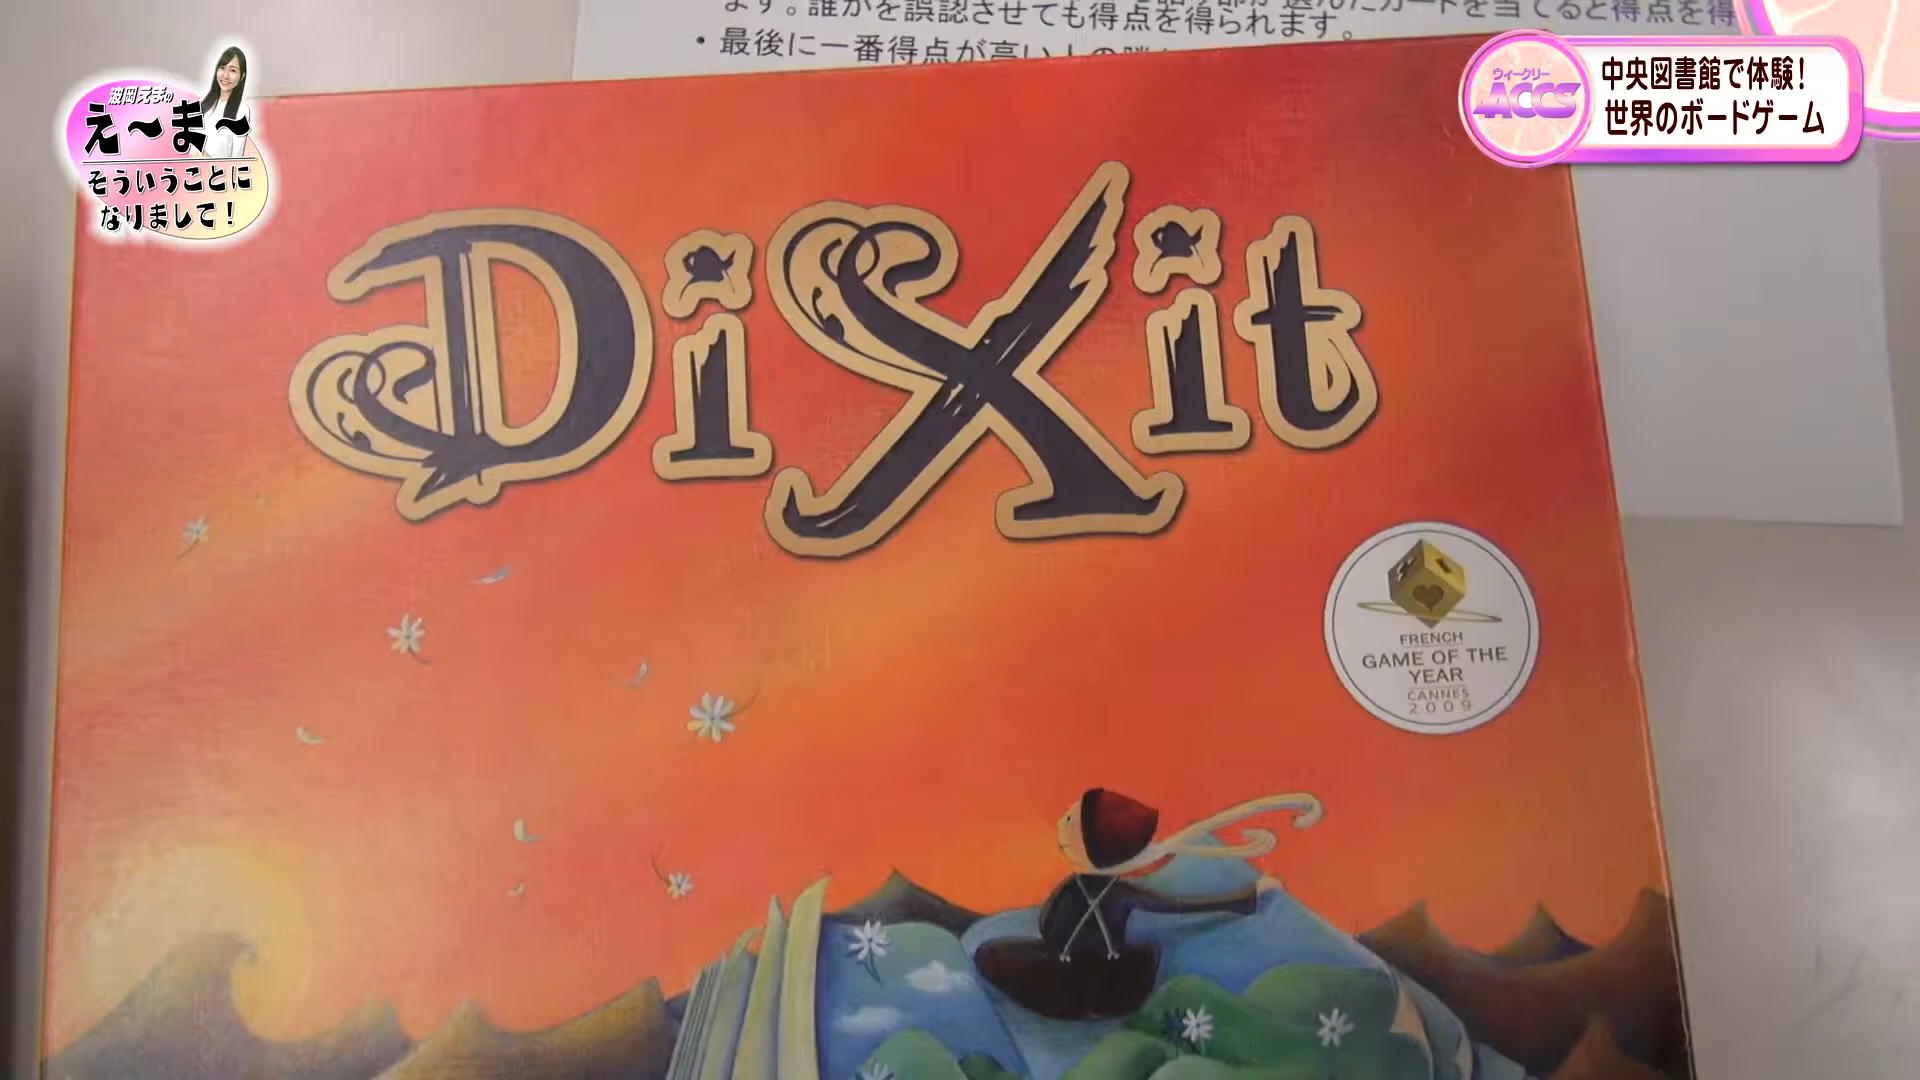 ます。誰かを誤認させても得点を得られます。
・最後に一番得点が高い人の勝
波岡えまの
え〜ま〜
そういうことに
なりまして！
ウィークリー
ACCS
中央図書館で体験！
世界のボードゲーム
DiXit
FRENCH
GAME OF THE
YEAR
CANNES
2009